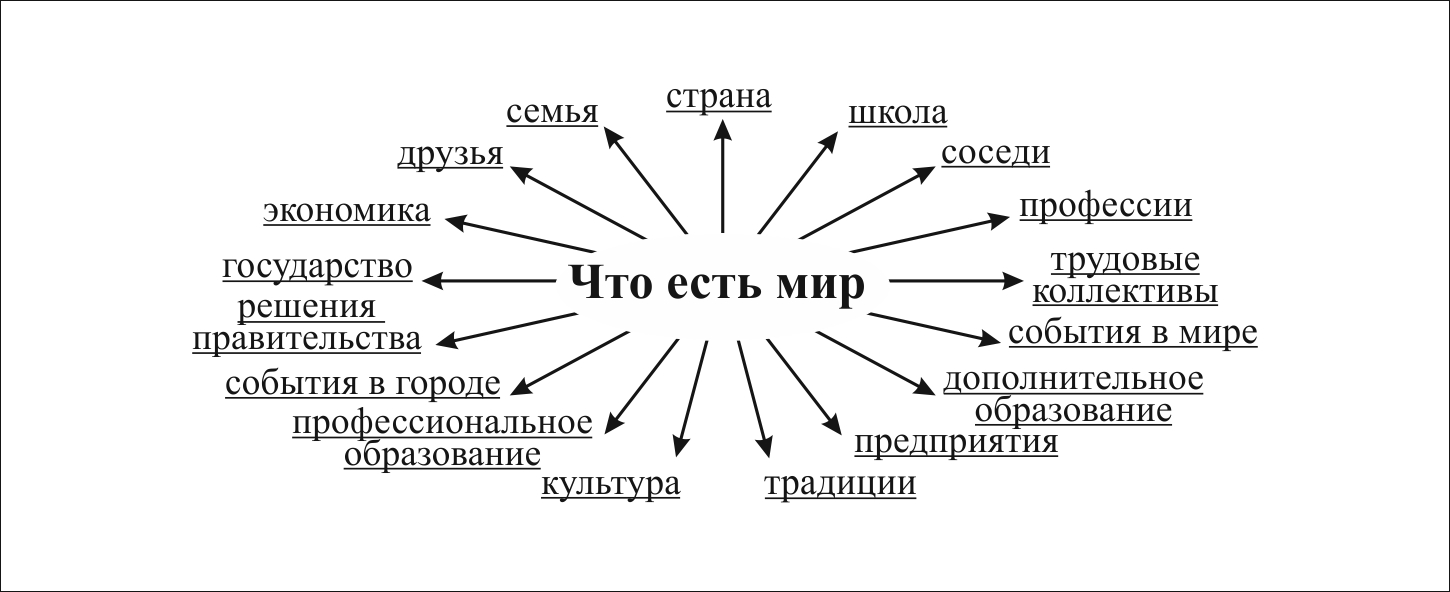 страна
семья
школа
друзья
соседи
экономика
профессии
государство
Что есть мир
трудовые
коллективы
решения
правительства
события в мире
события в городе
дополнительное
образование
профессиональное
образование
предприятия
культура
традиции